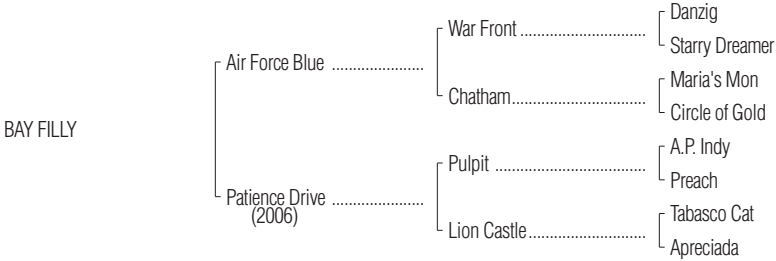 Danzig
War Front ..............................
Starry Dreamer
Air Force Blue ......................
Maria's Mon
Chatham................................
Circle of Gold
BAY FILLY
A.P. Indy
Pulpit ...................................
Preach
Patience Drive ......................
(2006)
Tabasco Cat
Lion Castle............................
Apreciada